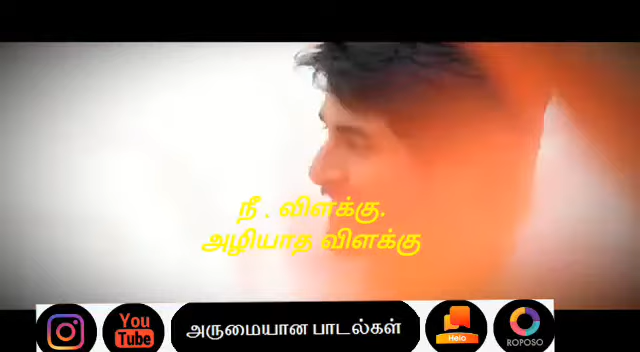 நீ . விளக்கு.
அழியாத விளக்கு
You
Tube
அருமையான பாடல்கள்
Helo
ROPOSO